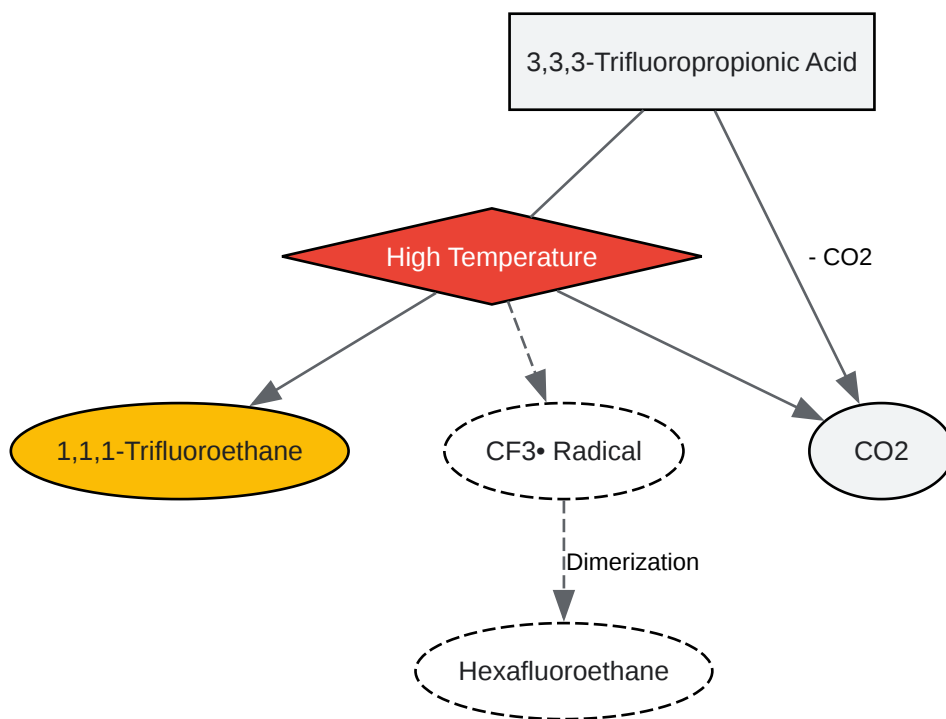 3,3,3-Trifluoropropionic Acid
High Temperature
- CO2
1,1,1-Trifluoroethane
CF3• Radical
CO2
Dimerization
Hexafluoroethane